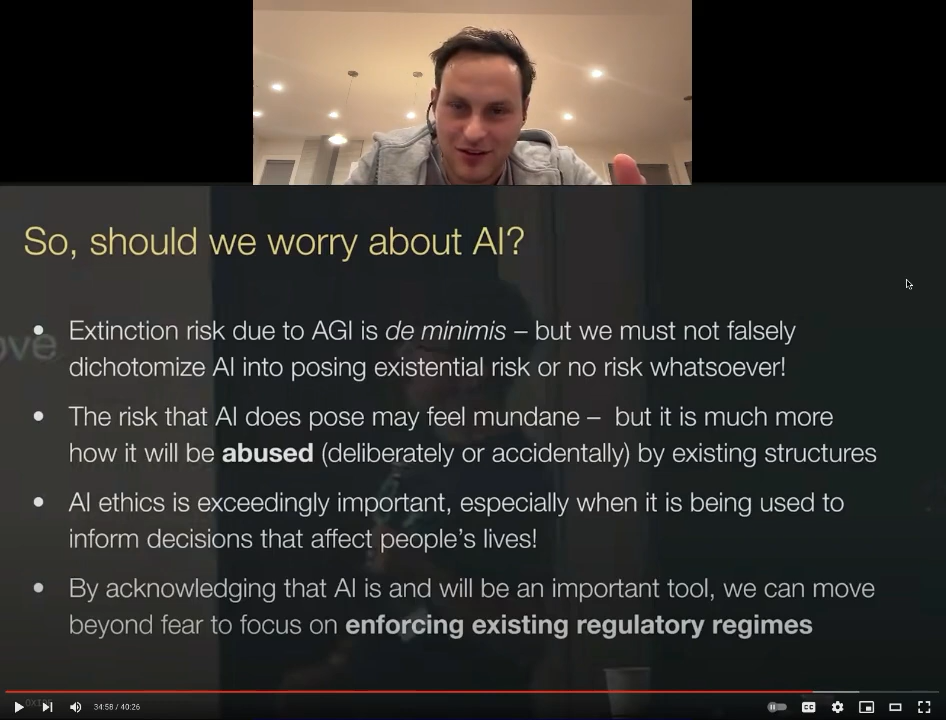 So, should we worry about AI?
ove
• Extinction risk due to AGI is de minimis – but we must not falsely
dichotomize AI into posing existential risk or no risk whatsoever!
• The risk that AI does pose may feel mundane – but it is much more
how it will be abused (deliberately or accidentally) by existing structures
• AI ethics is exceedingly important, especially when it is being used to
inform decisions that affect people's lives!
• By acknowledging that AI is and will be an important tool, we can move
beyond fear to focus on enforcing existing regulatory regimes
34:58 / 40:26
CC